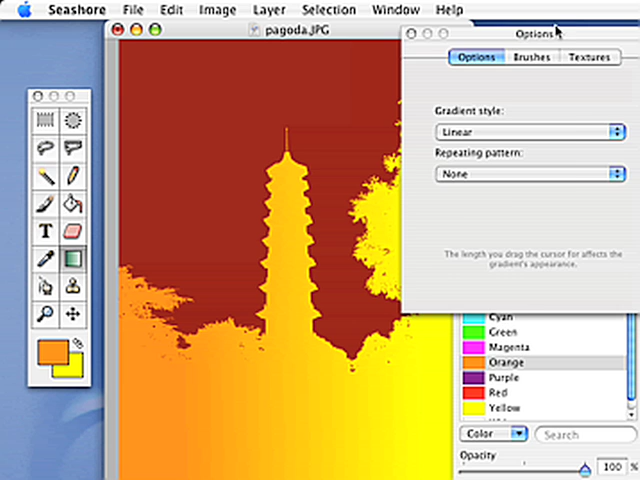 Seashore File Edit Image Layer Selection Window Help
pagoda.JPG
Options
Options Brushes Textures
Gradient style:
Linear
Repeating pattern:
None
The length you drag the cursor for affects the
gradient's appearance.
T
Cyan
Green
Magenta
Orange
Purple
Red
Yellow
Color Search
Opacity
100 %